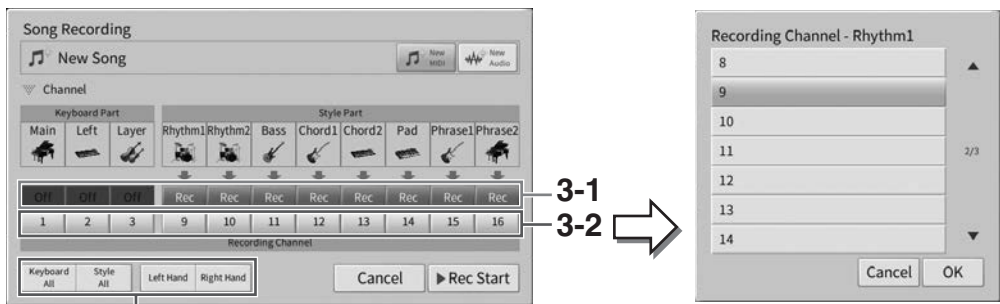 Song Recording
New Song
New MIDI
New Audio
Channel
Keyboard Part
Style Part
Main Left Layer Rhythm1 Rhythm2 Bass Chord1 Chord2 Pad Phrase1 Phrase2
Off Off Off Rec Rec Rec Rec Rec Rec Rec Rec
3-1
1 2 3 9 10 11 12 13 14 15 16
3-2
Recording Channel
Keyboard All
Style All
Left Hand
Right Hand
Cancel
Rec Start
Recording Channel - Rhythm1
8
9
10
11
2/3
12
13
14
Cancel OK